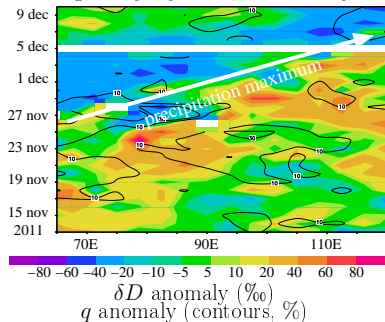 9 dec
5 dec
1 dec
27 nov
23 nov
19 nov
15 nov
2011
precipitation maximum
10
10
10
10
10
30
10
10
10
70E 90E 110E
−80 −60 −40 −20 −10 −5 5 10 20 40 60 80
δD anomaly (‰)
q anomaly (contours, %)